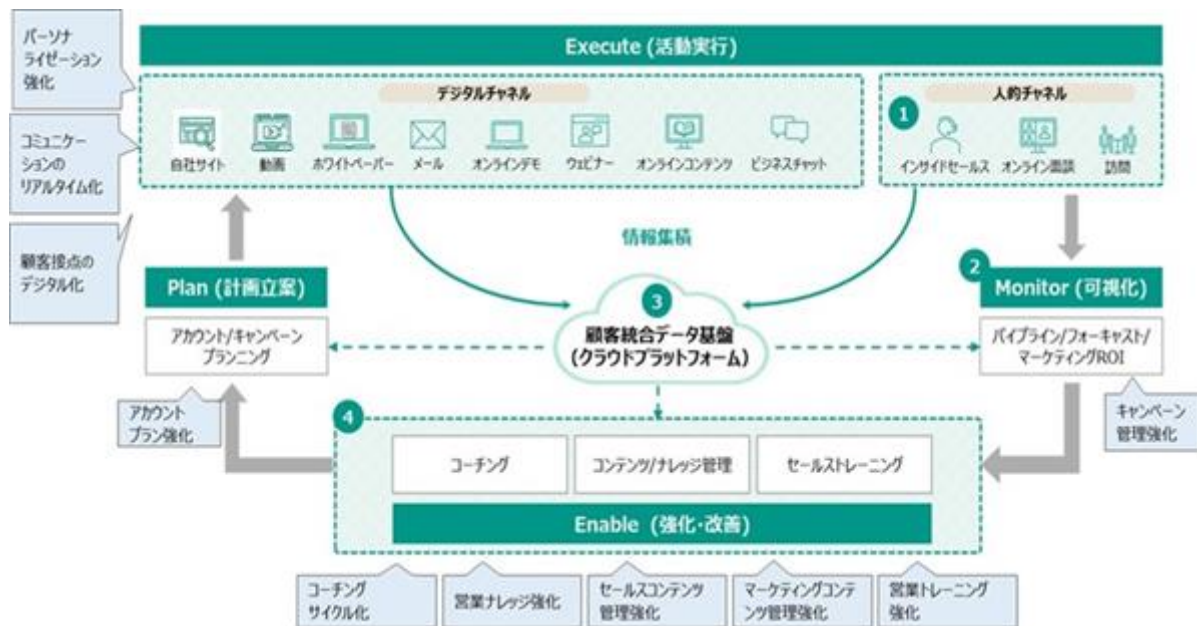 パーソナ
ライゼーション
強化
Execute (活動実行)
デジタルチャネル
人的チャネル
コミュニケー
ションの
リアルタイム化
自社サイト
動画
ホワイトペーパー
メール
オンラインデモ
ウェビナー
オンラインコンテンツ
ビジネスチャット
1
インサイドセールス
オンライン面談
訪問
顧客接点の
デジタル化
情報集積
Plan (計画立案)
アカウント/キャンペーン
プランニング
3
顧客統合データ基盤
(クラウドプラットフォーム)
2
Monitor (可視化)
パイプライン/フォーキャスト/
マーケティングROI
アカウント
プラン強化
キャンペーン
管理強化
4
コーチング
コンテンツ/ナレッジ管理
セールストレーニング
Enable (強化・改善)
コーチング
サイクル化
営業ナレッジ強化
セールスコンテンツ
管理強化
マーケティングコンテ
ンツ管理強化
営業トレーニング
強化